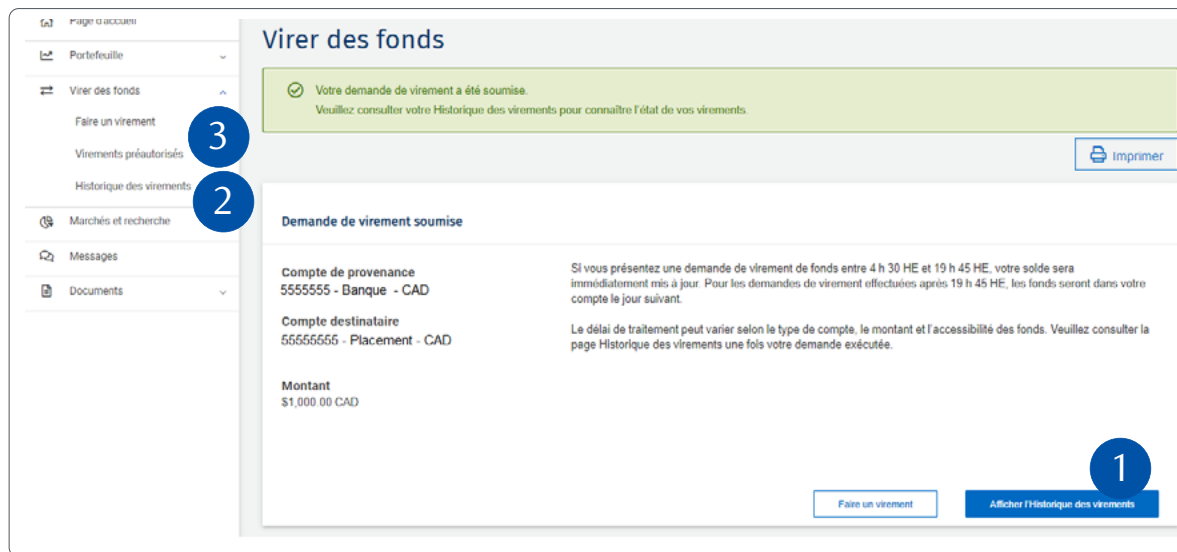 Page d'accueil
Portefeuille
Virer des fonds
Faire un virement
Virements préautorisés
3
Historique des virements
2
Marchés et recherche
Messages
Documents
Virer des fonds
Votre demande de virement a été soumise.
Veuillez consulter votre Historique des virements pour connaître l'état de vos virements.
Imprimer
Demande de virement soumise
Compte de provenance
5555555 - Banque - CAD
Compte destinataire
55555555 - Placement - CAD
Montant
$1,000.00 CAD
Si vous présentez une demande de virement de fonds entre 4 h 30 HE et 19 h 45 HE, votre solde sera
immédiatement mis à jour. Pour les demandes de virement effectuées après 19 h 45 HE, les fonds seront dans votre
compte le jour suivant.
Le délai de traitement peut varier selon le type de compte, le montant et l'accessibilité des fonds. Veuillez consulter la
page Historique des virements une fois votre demande exécutée.
1
Faire un virement
Afficher l'Historique des virements